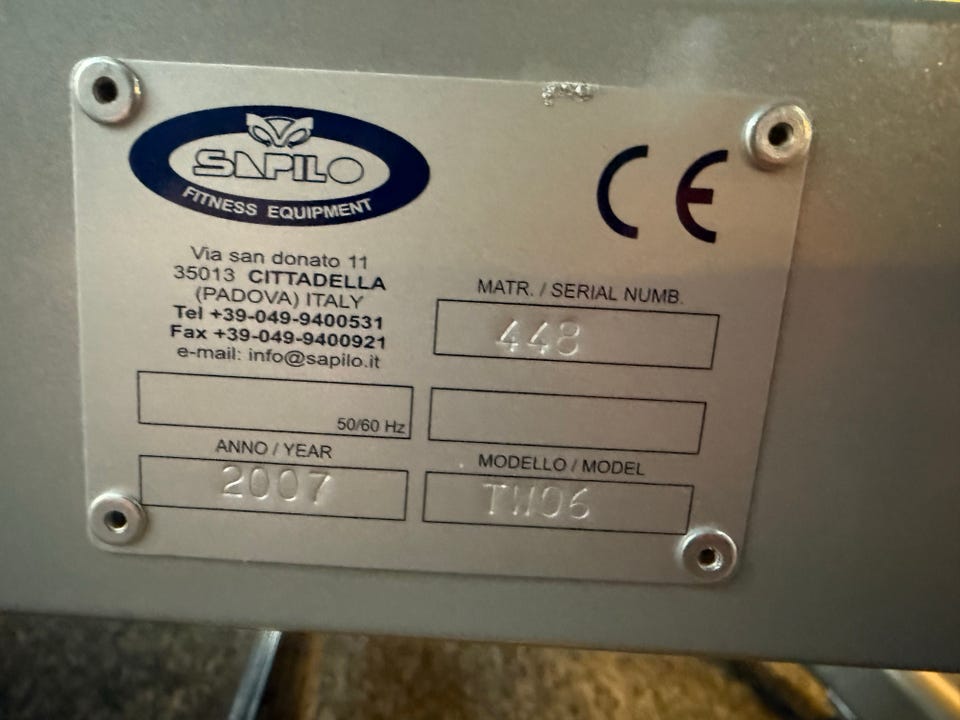 SAPILO
FITNESS EQUIPMENT
CE
Via san donato 11
35013 CITTADELLA
(PADOVA) ITALY
Tel +39-049-9400531
Fax +39-049-9400921
e-mail: info@sapilo.it
MATR. / SERIAL NUMB.
448
50/60 Hz
ANNO / YEAR
2007
MODELLO / MODEL
TW06